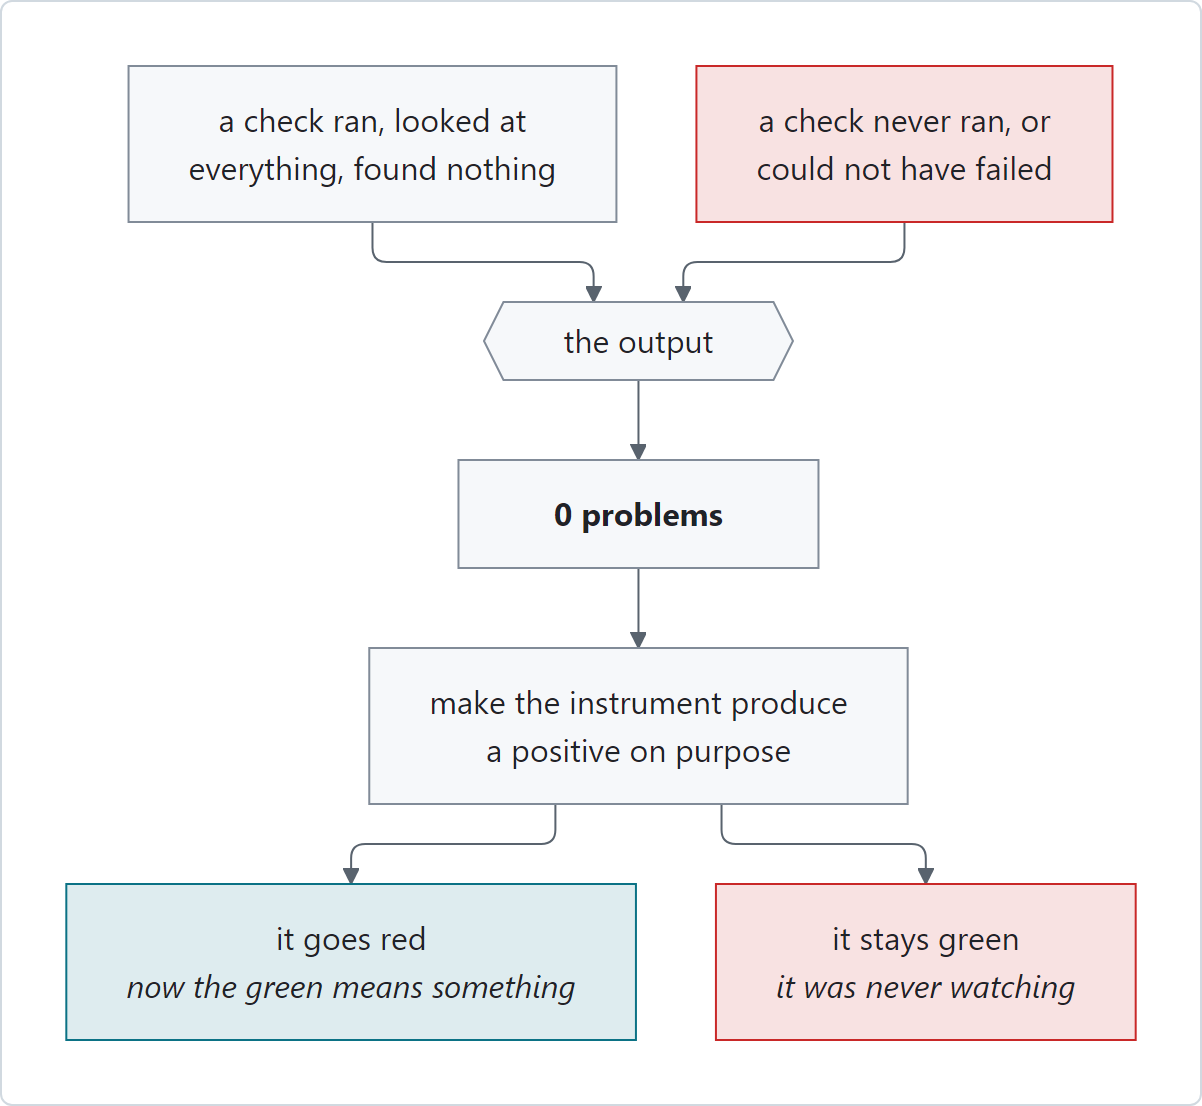 a check ran, looked at
everything, found nothing
a check never ran, or
could not have failed
the output
0 problems
make the instrument produce
a positive on purpose
it goes red
now the green means something
it stays green
it was never watching